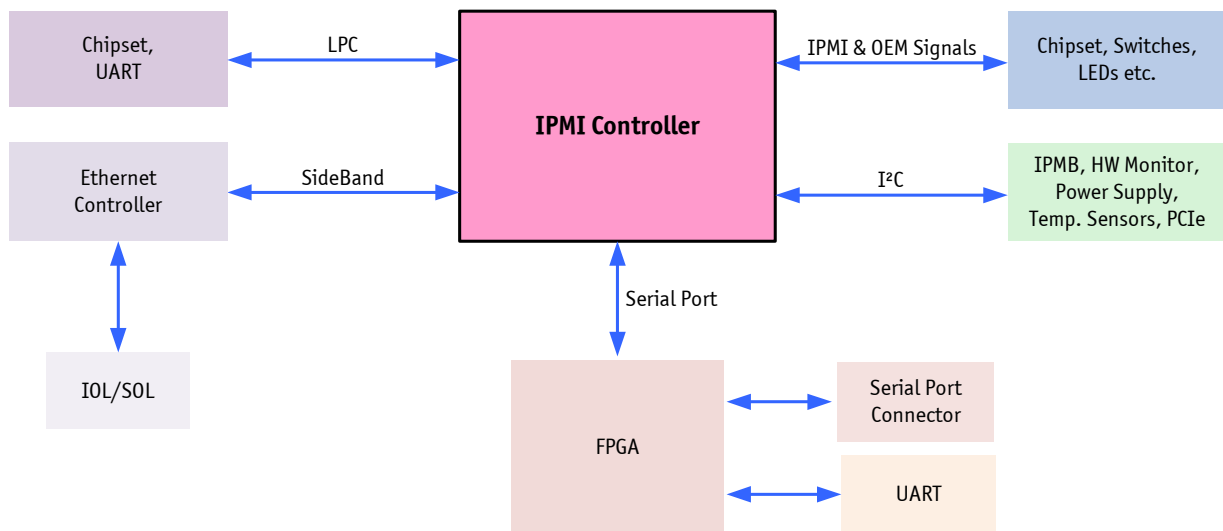 Chipset,
UART
LPC
IPMI Controller
IPMI & OEM Signals
Chipset, Switches,
LEDs etc.
Ethernet
Controller
SideBand
I²C
IPMB, HW Monitor,
Power Supply,
Temp. Sensors, PCIe
Serial Port
IOL/SOL
FPGA
Serial Port
Connector
UART